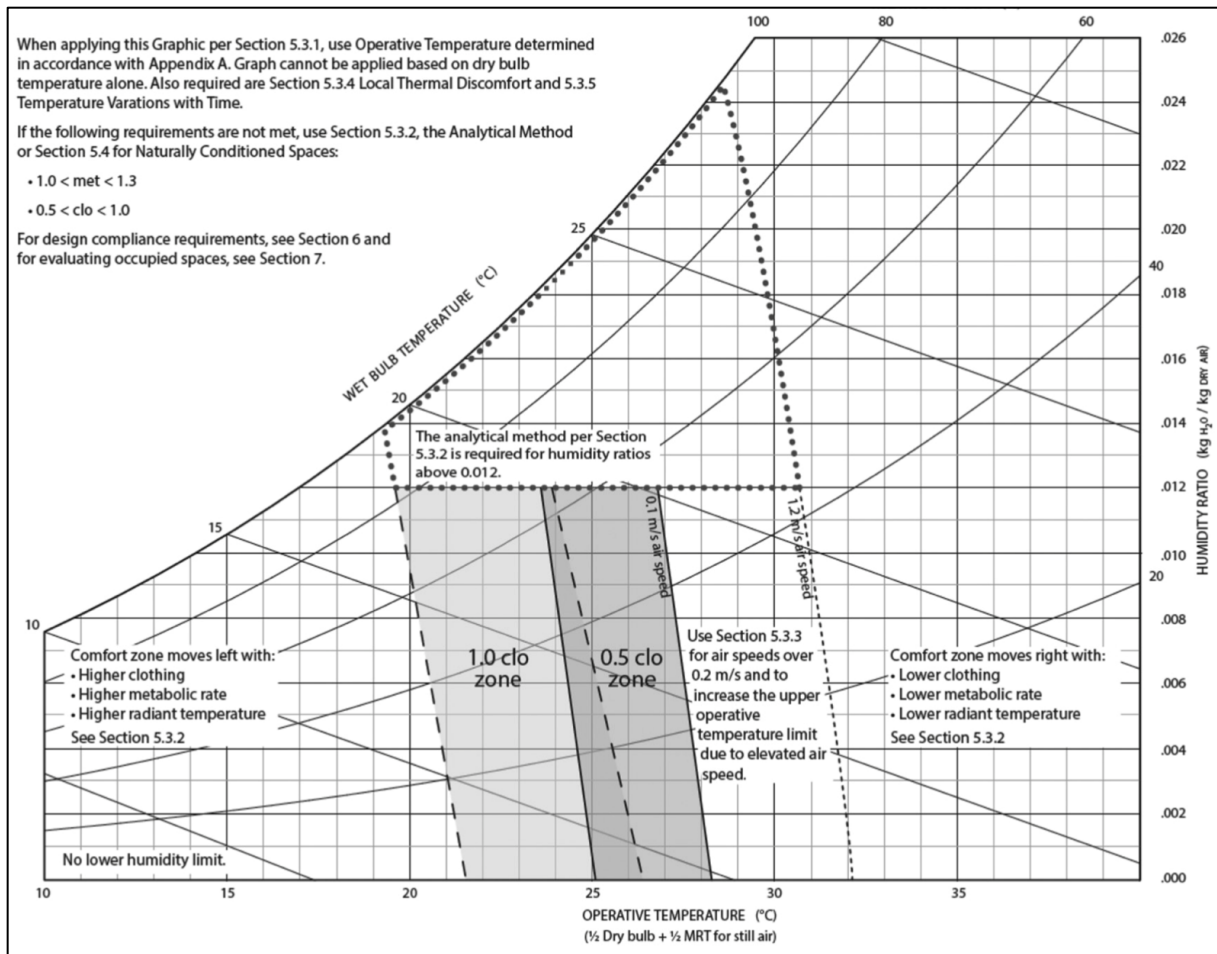 When applying this Graphic per Section 5.3.1, use Operative Temperature determined
in accordance with Appendix A. Graph cannot be applied based on dry bulb
temperature alone. Also required are Section 5.3.4 Local Thermal Discomfort and 5.3.5
Temperature Varations with Time.
If the following requirements are not met, use Section 5.3.2, the Analytical Method
or Section 5.4 for Naturally Conditioned Spaces:
• 1.0 < met < 1.3
• 0.5 < clo < 1.0
For design compliance requirements, see Section 6 and
for evaluating occupied spaces, see Section 7.
100 80 60
.026
.024
.022
.020
40
.018
.016
.014
.012
.010
20
.008
.006
.004
.002
.000
HUMIDITY RATIO (kg H2O / kg DRY AIR)
WET BULB TEMPERATURE (°C)
25
20
15
10
The analytical method per Section
5.3.2 is required for humidity ratios
above 0.012.
0.1 m/s air speed
1.2 m/s air speed
1.0 clo
zone
0.5 clo
zone
Use Section 5.3.3
for air speeds over
0.2 m/s and to
increase the upper
operative
temperature limit
due to elevated air
speed.
Comfort zone moves left with:
• Higher clothing
• Higher metabolic rate
• Higher radiant temperature
See Section 5.3.2
Comfort zone moves right with:
• Lower clothing
• Lower metabolic rate
• Lower radiant temperature
See Section 5.3.2
No lower humidity limit.
10 15 20 25 30 35
OPERATIVE TEMPERATURE (°C)
(½ Dry bulb + ½ MRT for still air)